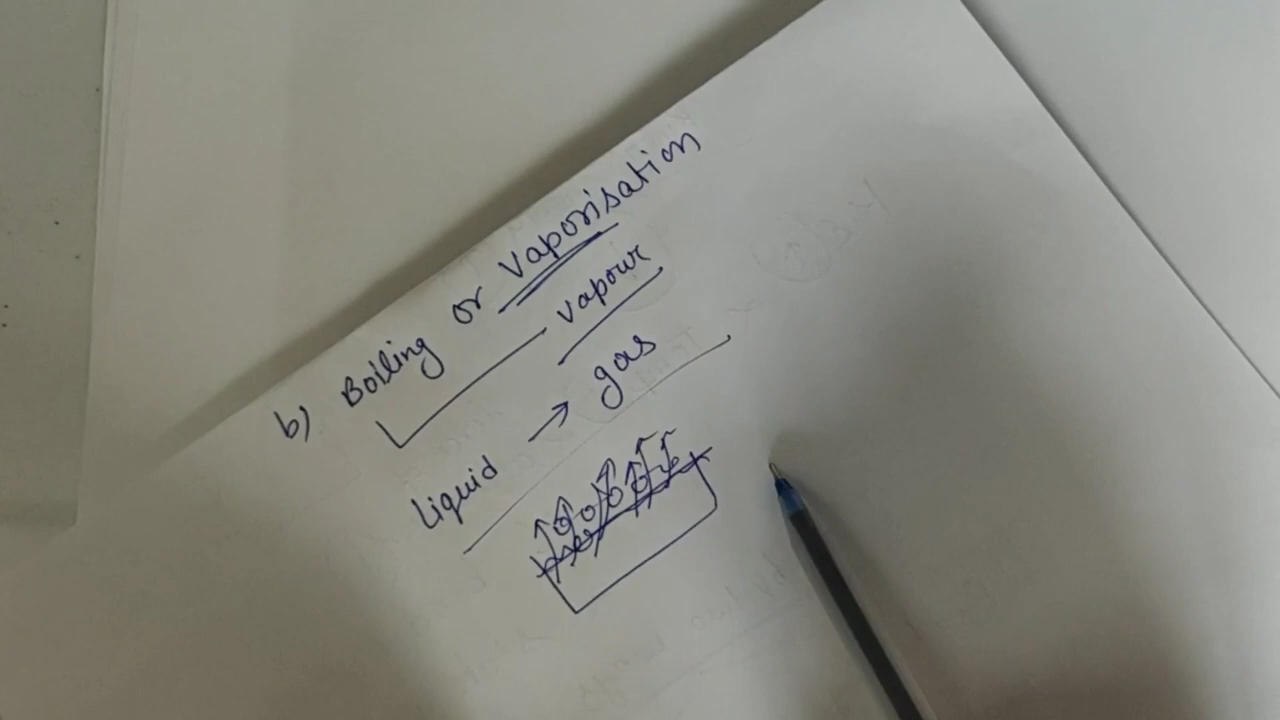 b) Boiling or Vaporisation
vapour
Liquid → gas